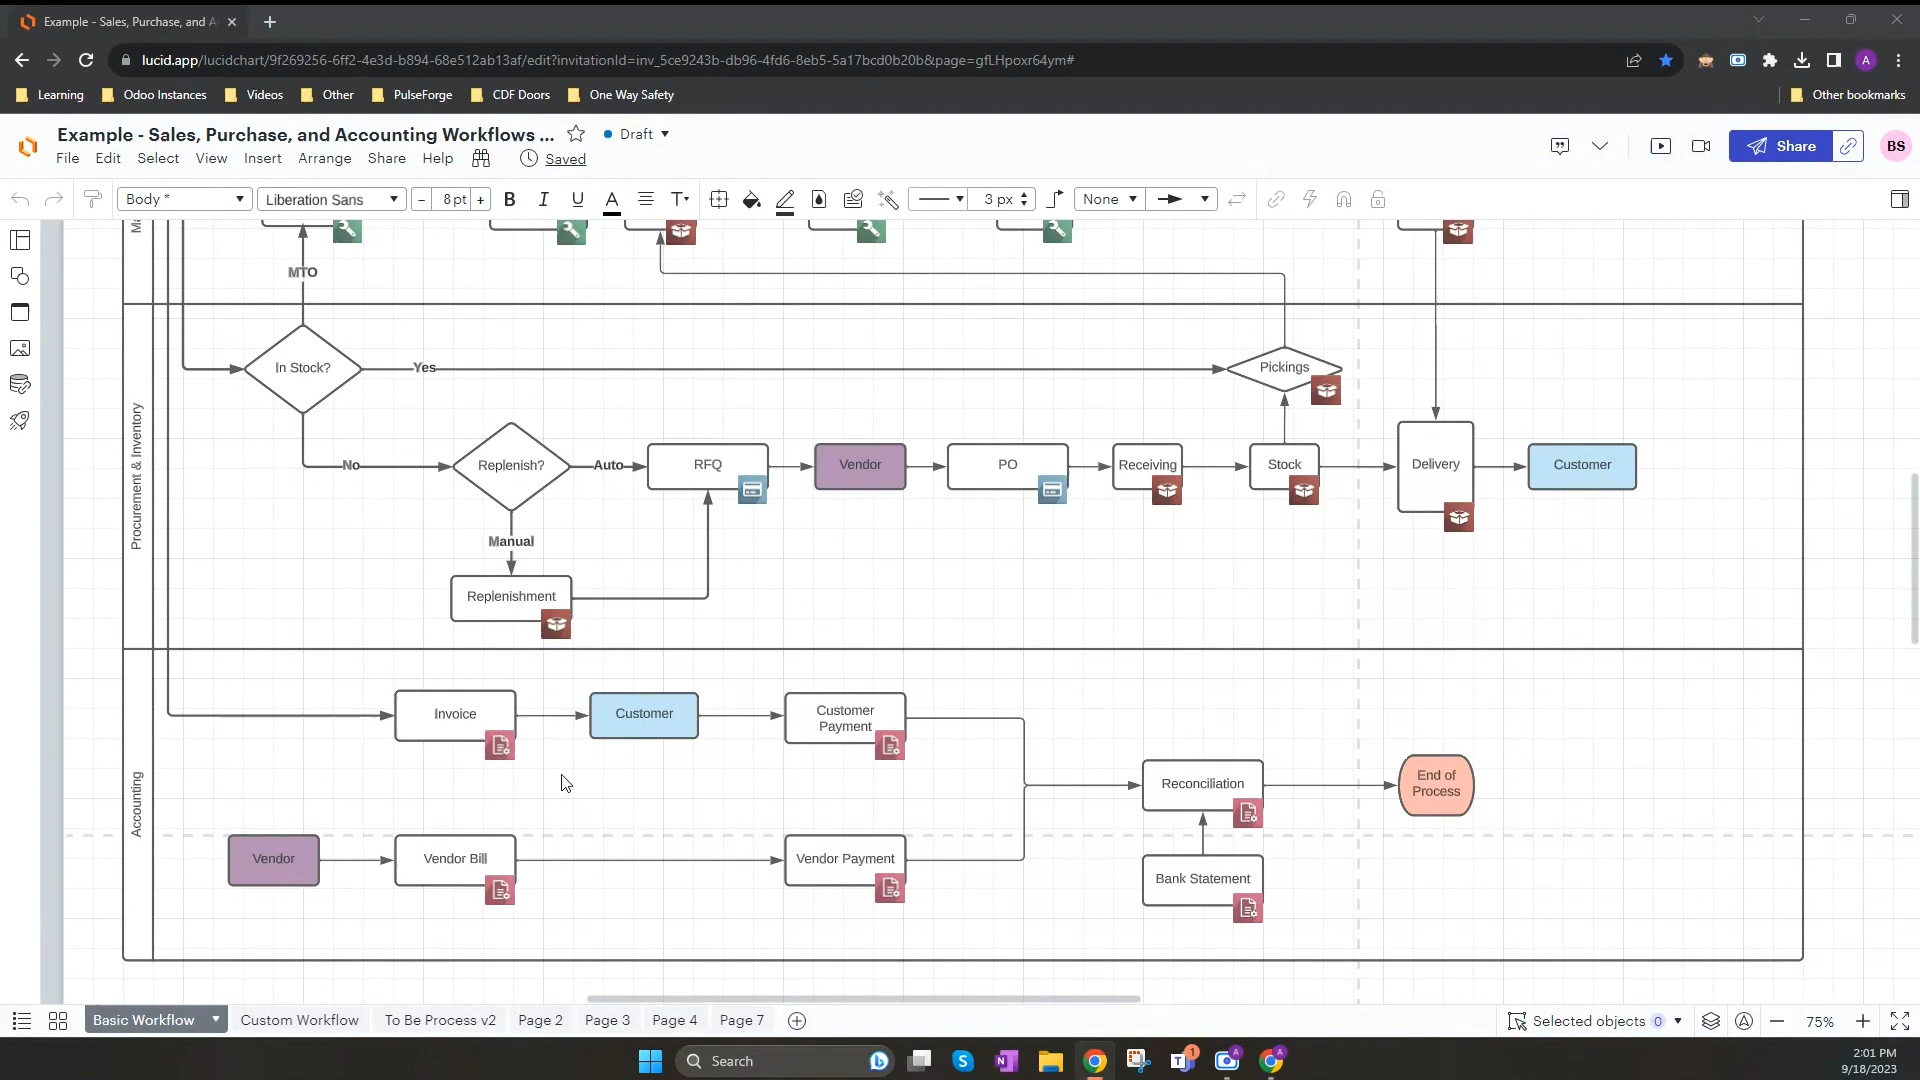 Example - Sales, Purchase, and A
lucid.app/lucidchart/9f269256-6ff2-4e3d-b894-68e512ab13af/edit?invitationId=inv_5ce9243b-db96-4fd6-8eb5-5a17bcd0b20b&page=gfLHpoxr64ym#
A
Learning
Odoo Instances
Videos
Other
PulseForge
CDF Doors
One Way Safety
Other bookmarks
Example - Sales, Purchase, and Accounting Workflows ...
Draft
File Edit Select View Insert Arrange Share Help
Saved
Share
BS
Body *
Liberation Sans
- 8 pt +
B I U A T
3 px
None
MTO
In Stock?
Yes
Pickings
Procurement & Inventory
No
Replenish?
Auto
RFQ
Vendor
PO
Receiving
Stock
Delivery
Customer
Manual
Replenishment
Accounting
Invoice
Customer
Customer
Payment
Reconciliation
End of
Process
Vendor
Vendor Bill
Vendor Payment
Bank Statement
Basic Workflow
Custom Workflow
To Be Process v2
Page 2
Page 3
Page 4
Page 7
Selected objects 0
75%
Search
2:01 PM
9/18/2023